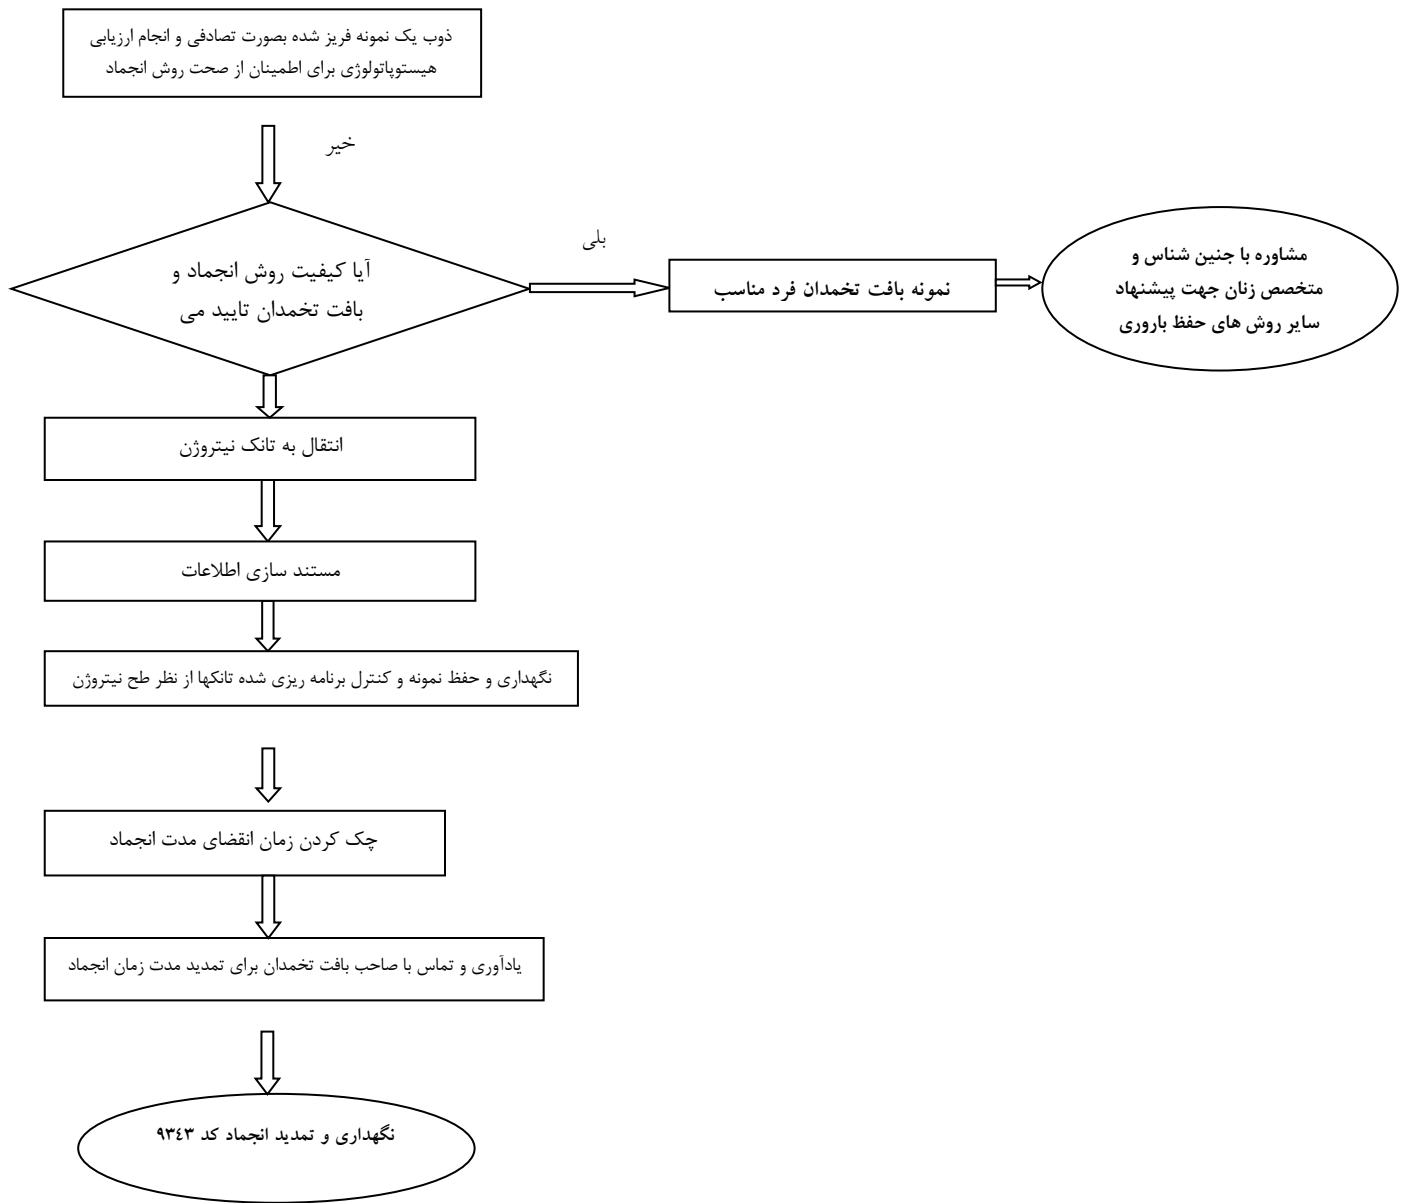 ذوب یک نمونه فریز شده بصورت تصادفی و انجام ارزیابی
هیستوپاتولوژی برای اطمینان از صحت روش انجماد
خیر
آیا کیفیت روش انجماد و
بافت تخمدان تایید می
بلی
نمونه بافت تخمدان فرد مناسب
مشاوره با جنین شناس و
متخصص زنان جهت پیشنهاد
سایر روش های حفظ باروری
انتقال به تانک نیتروژن
مستند سازی اطلاعات
نگهداری و حفظ نمونه و کنترل برنامه ریزی شده تانکها از نظر طح نیتروژن
چک کردن زمان انقضای مدت انجماد
یادآوری و تماس با صاحب بافت تخمدان برای تمدید مدت زمان انجماد
نگهداری و تمدید انجماد کد ۹۳٤۳